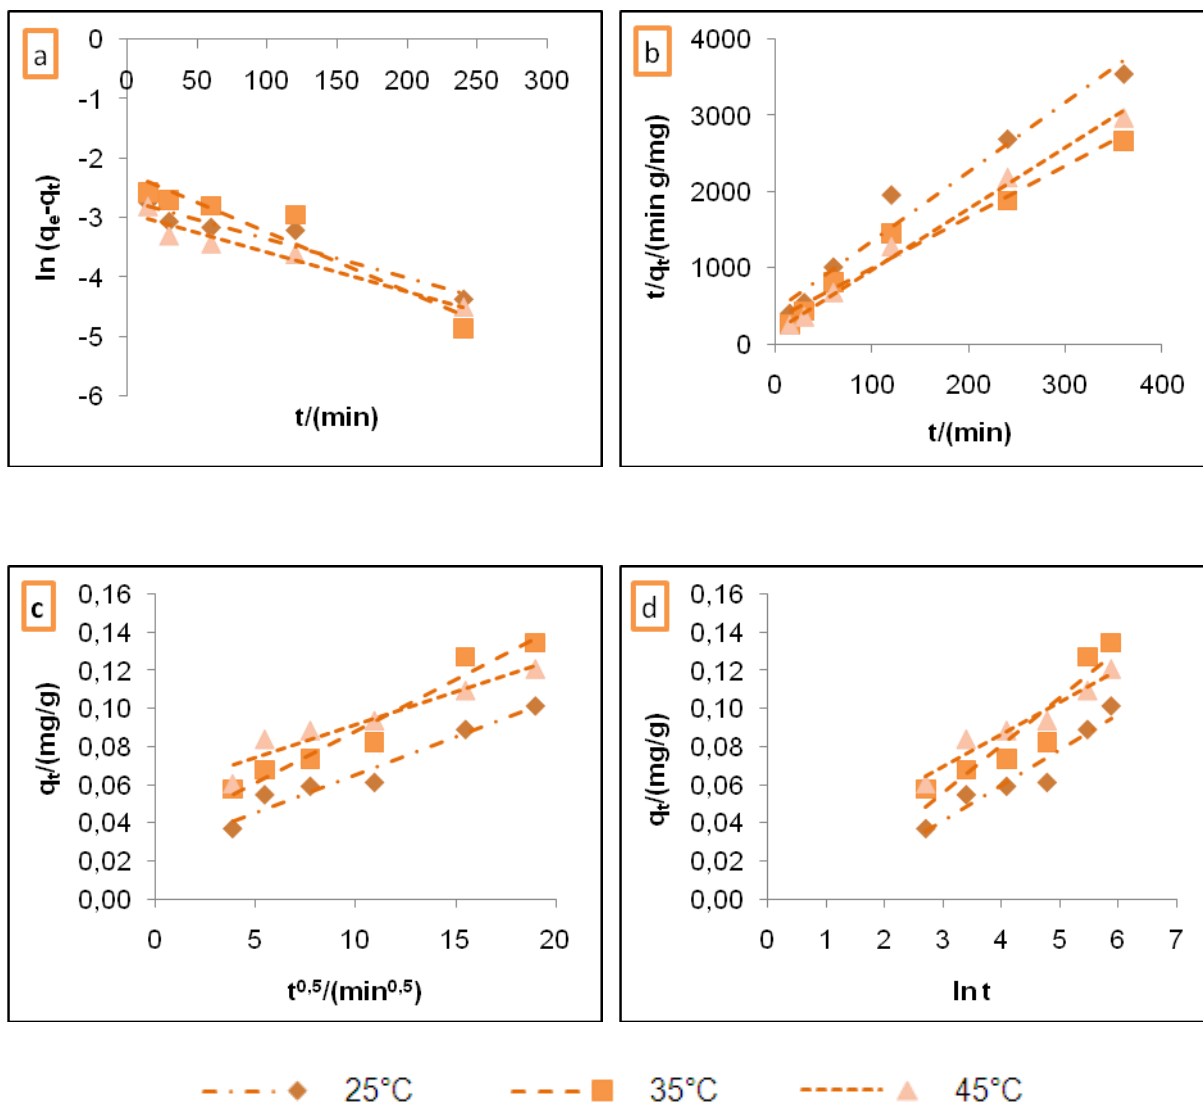 a
0
0 50 100 150 200 250 300
-1
-2
-3
-4
-5
-6
ln (qe-qt)
t/(min)
b
4000
3000
2000
1000
0
0 100 200 300 400
t/qt/(min g/mg)
t/(min)
c
0,16
0,14
0,12
0,10
0,08
0,06
0,04
0,02
0,00
0 5 10 15 20
qt/(mg/g)
t0,5/(min0,5)
d
0,16
0,14
0,12
0,10
0,08
0,06
0,04
0,02
0,00
0 1 2 3 4 5 6 7
qt/(mg/g)
ln t
25°C 35°C 45°C